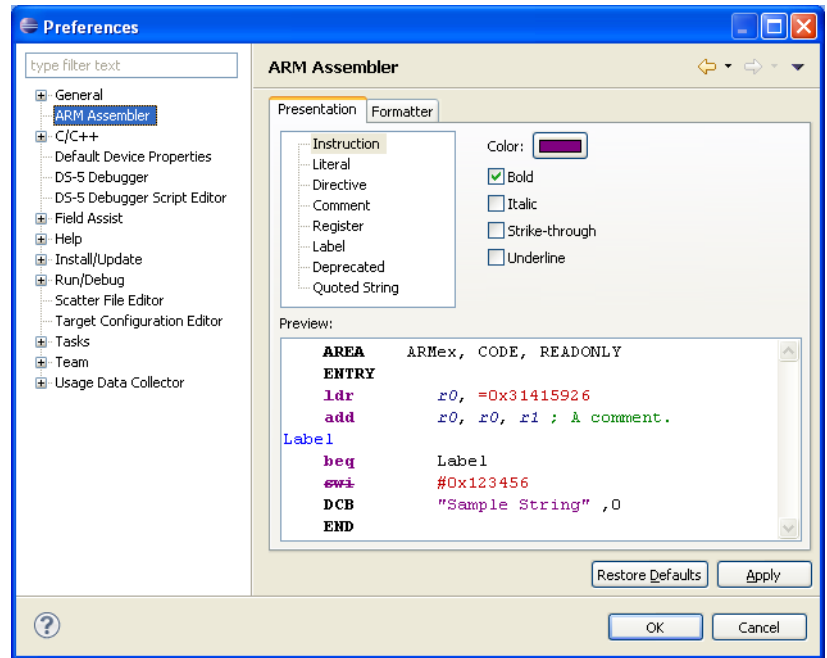 Preferences
type filter text
General
ARM Assembler
C/C++
Default Device Properties
DS-5 Debugger
DS-5 Debugger Script Editor
Field Assist
Help
Install/Update
Run/Debug
Scatter File Editor
Target Configuration Editor
Tasks
Team
Usage Data Collector
ARM Assembler
Presentation Formatter
Instruction
Literal
Directive
Comment
Register
Label
Deprecated
Quoted String
Color:
Bold
Italic
Strike-through
Underline
Preview:
AREA ARMex, CODE, READONLY
ENTRY
ldr r0, =0x31415926
add r0, r0, r1 ; A comment.
Label
beq Label
swi #0x123456
DCB "Sample String" ,0
END
Restore Defaults Apply
? OK Cancel